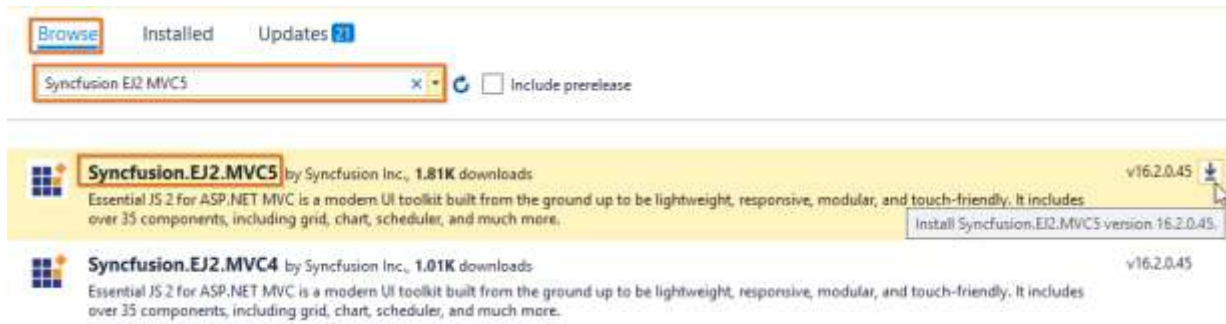 Browse Installed Updates 21
Syncfusion EJ2 MVC5
Include prerelease
Syncfusion.EJ2.MVC5 by Syncfusion Inc., 1.81K downloads v16.2.0.45
Essential JS 2 for ASP.NET MVC is a modern UI toolkit built from the ground up to be lightweight, responsive, modular, and touch-friendly. It includes
over 35 components, including grid, chart, scheduler, and much more.
Install Syncfusion.EJ2.MVC5 version 16.2.0.45.
Syncfusion.EJ2.MVC4 by Syncfusion Inc., 1.01K downloads v16.2.0.45
Essential JS 2 for ASP.NET MVC is a modern UI toolkit built from the ground up to be lightweight, responsive, modular, and touch-friendly. It includes
over 35 components, including grid, chart, scheduler, and much more.